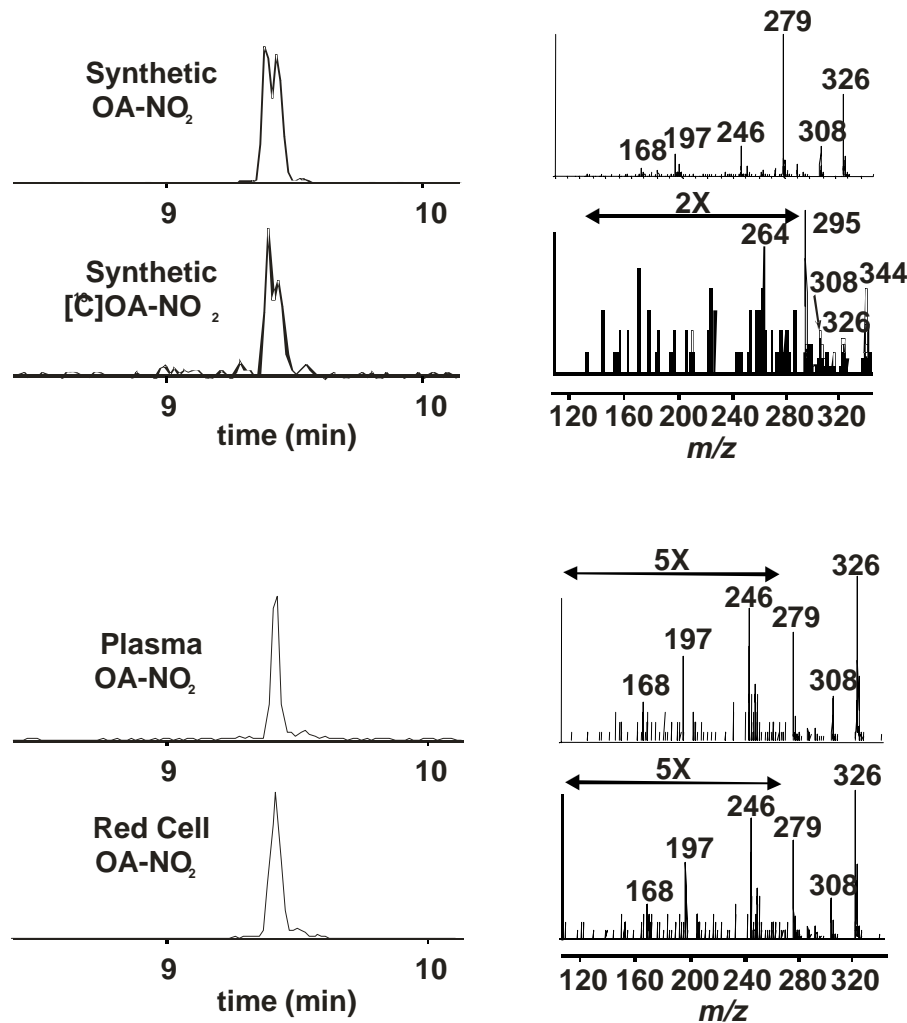 Synthetic
OA-NO₂
9
10
279
326
168
197
246
308
Synthetic
[C]OA-NO ₂
9
10
time (min)
2X
264
295
308
344
326
120 160 200 240 280 320
m/z
Plasma
OA-NO₂
9
10
5X
326
246
279
197
168
308
Red Cell
OA-NO₂
9
10
time (min)
5X
326
246
279
197
168
308
120 160 200 240 280 320
m/z